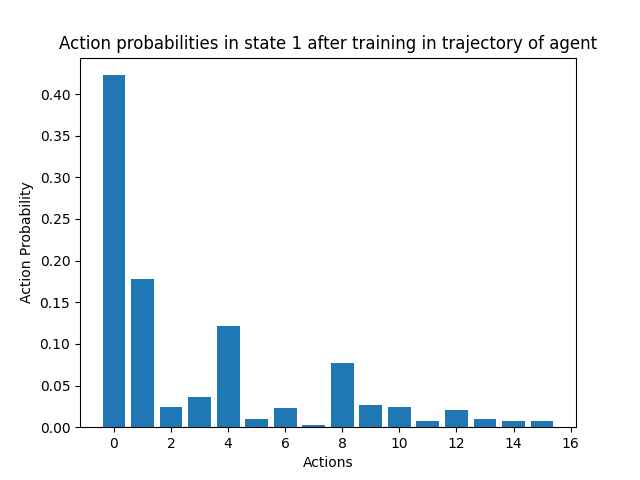 Action probabilities in state 1 after training in trajectory of agent
0.40
0.35
0.30
0.25
0.20
0.15
0.10
0.05
0.00
Action Probability
0 2 4 6 8 10 12 14 16
Actions